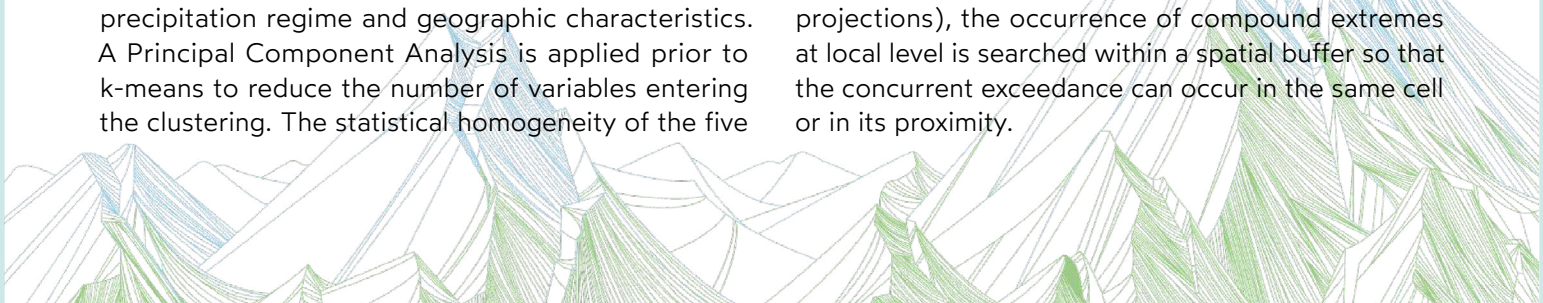 precipitation regime and geographic characteristics.
A Principal Component Analysis is applied prior to
k-means to reduce the number of variables entering
the clustering. The statistical homogeneity of the five
projections), the occurrence of compound extremes
at local level is searched within a spatial buffer so that
the concurrent exceedance can occur in the same cell
or in its proximity.